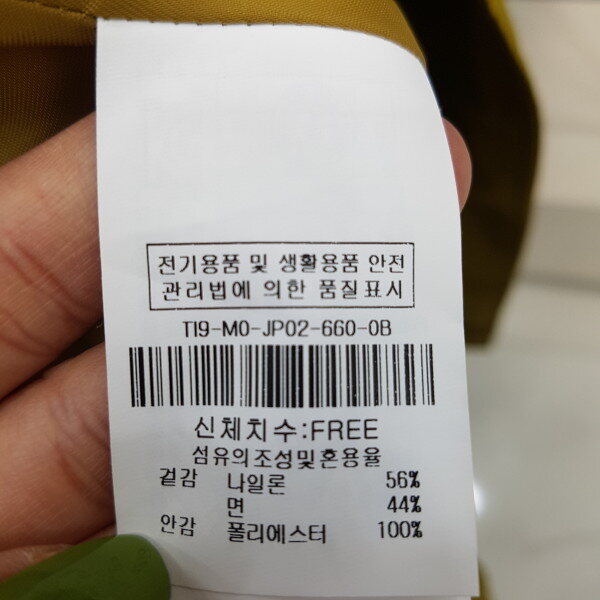 전기용품 및 생활용품 안전
관리법에 의한 품질표시
TI9-M0-JP02-660-0B
신체치수:FREE
섬유의조성및혼용율
겉감 나일론 56%
면 44%
안감 폴리에스터 100%